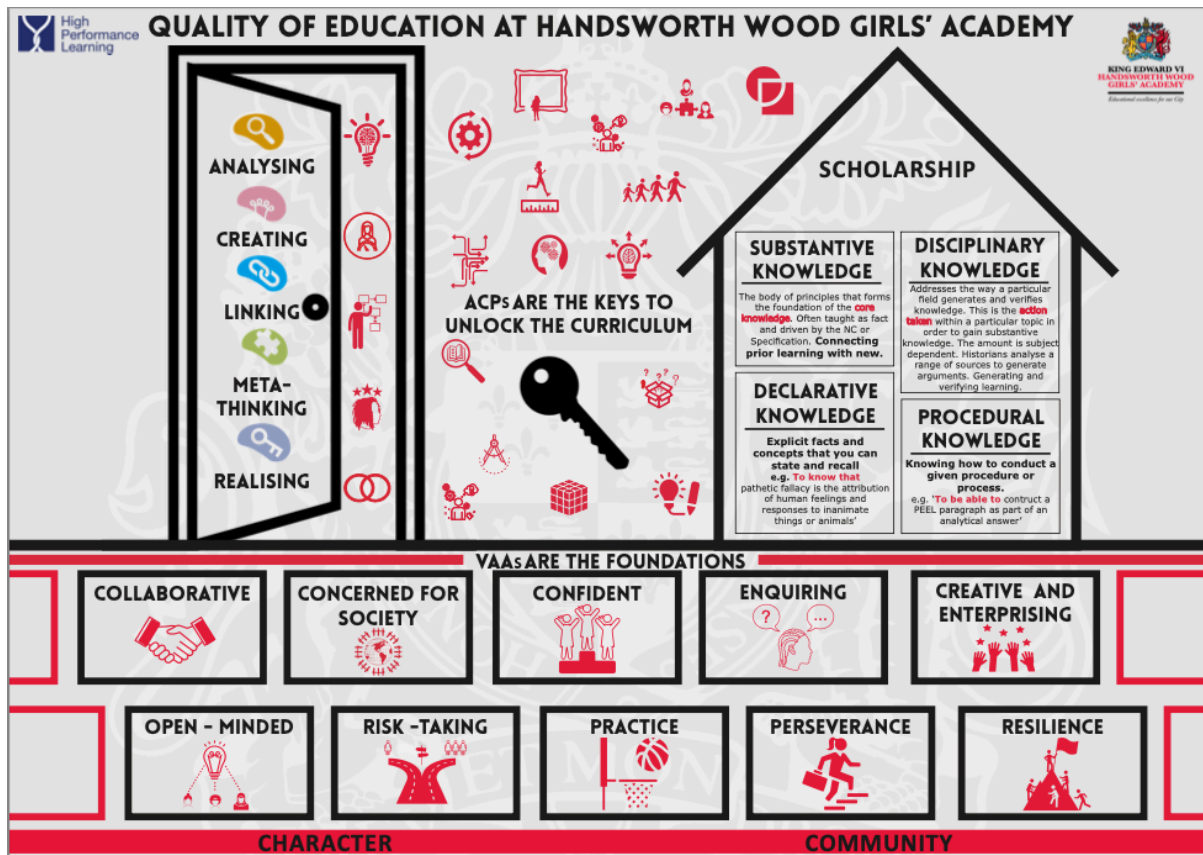 High
Performance
Learning
QUALITY OF EDUCATION AT HANDSWORTH WOOD GIRLS' ACADEMY
KING EDWARD VI
HANDSWORTH WOOD
GIRLS' ACADEMY
Educational excellence for our City
ANALYSING
CREATING
LINKING
META-
THINKING
REALISING
ACPs ARE THE KEYS TO
UNLOCK THE CURRICULUM
SCHOLARSHIP
SUBSTANTIVE
KNOWLEDGE
The body of principles that forms
the foundation of the core
knowledge. Often taught as fact
and driven by the NC or
Specification. Connecting
prior learning with new.
DISCIPLINARY
KNOWLEDGE
Addresses the way a particular
field generates and verifies
knowledge. This is the action
taken within a particular topic in
order to gain substantive
knowledge. The amount is subject
dependent. Historians analyse a
range of sources to generate
arguments. Generating and
verifying learning.
DECLARATIVE
KNOWLEDGE
Explicit facts and
concepts that you can
state and recall
e.g. To know that
pathetic fallacy is the attribution
of human feelings and
responses to inanimate
things or animals'
PROCEDURAL
KNOWLEDGE
Knowing how to conduct a
given procedure or
process.
e.g. 'To be able to contruct a
PEEL paragraph as part of an
analytical answer'
VAAs ARE THE FOUNDATIONS
COLLABORATIVE
CONCERNED FOR
SOCIETY
CONFIDENT
ENQUIRING
? ...
CREATIVE AND
ENTERPRISING
OPEN - MINDED
RISK -TAKING
PRACTICE
PERSEVERANCE
RESILIENCE
CHARACTER
COMMUNITY